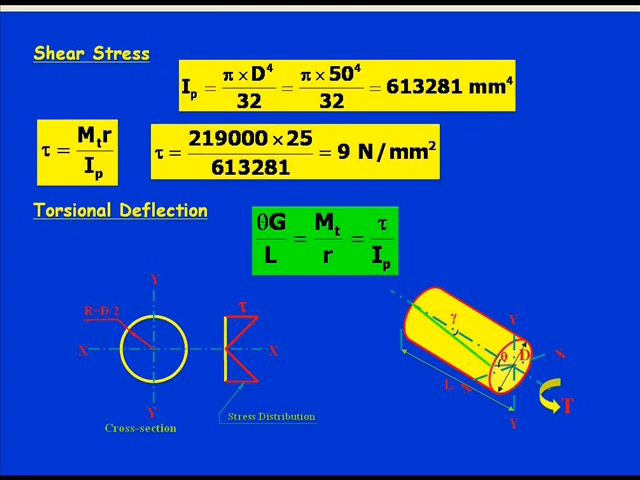 Shear Stress
I_p = π × D^4 / 32 = π × 50^4 / 32 = 613281 mm^4
τ = M_t r / I_p
τ = 219000 × 25 / 613281 = 9 N/mm^2
Torsional Deflection
θG / L = M_t / r = τ / I_p
Y
R=D/2
X
Y
Cross-section
τ
X
Stress Distribution
γ
Y
X
θ
D
L
T
Y